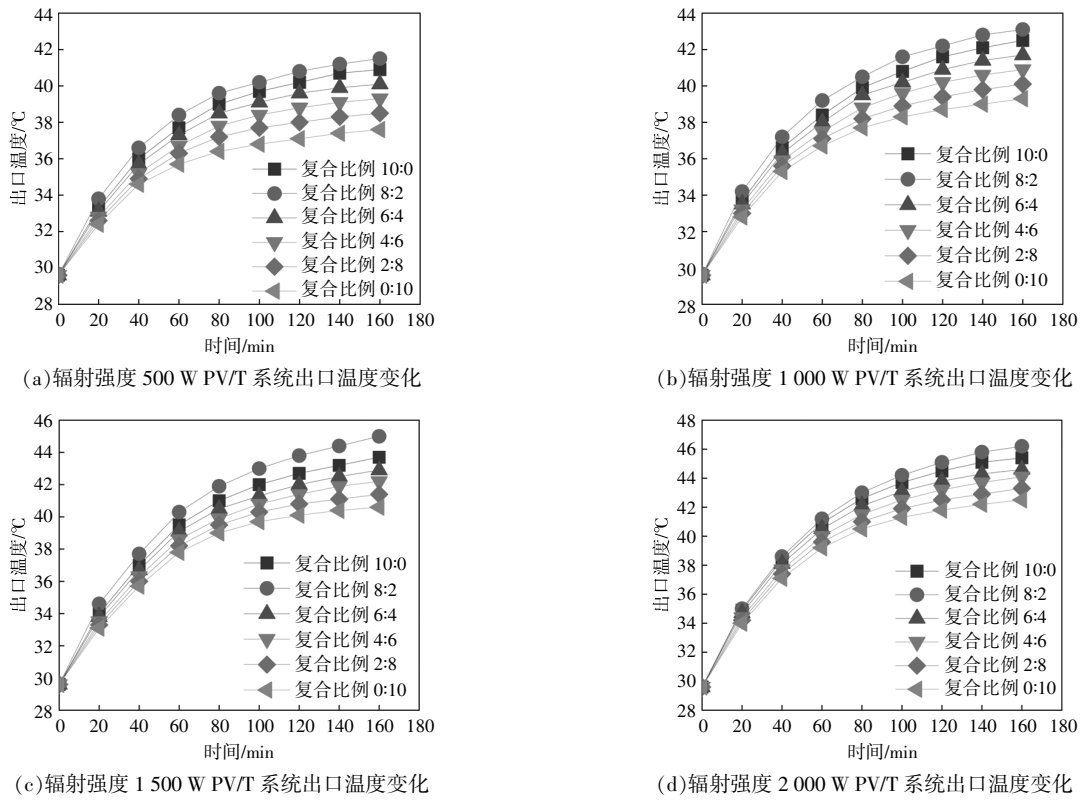 44
42
40
38
36
34
32
30
28
出口温度/℃
复合比例 10:0
复合比例 8:2
复合比例 6:4
复合比例 4:6
复合比例 2:8
复合比例 0:10
0 20 40 60 80 100 120 140 160 180
时间/min
(a)辐射强度 500 W PV/T 系统出口温度变化
44
42
40
38
36
34
32
30
28
出口温度/℃
复合比例 10:0
复合比例 8:2
复合比例 6:4
复合比例 4:6
复合比例 2:8
复合比例 0:10
0 20 40 60 80 100 120 140 160 180
时间/min
(b)辐射强度 1 000 W PV/T 系统出口温度变化
46
44
42
40
38
36
34
32
30
28
出口温度/℃
复合比例 10:0
复合比例 8:2
复合比例 6:4
复合比例 4:6
复合比例 2:8
复合比例 0:10
0 20 40 60 80 100 120 140 160 180
时间/min
(c)辐射强度 1 500 W PV/T 系统出口温度变化
48
46
44
42
40
38
36
34
32
30
28
出口温度/℃
复合比例 10:0
复合比例 8:2
复合比例 6:4
复合比例 4:6
复合比例 2:8
复合比例 0:10
0 20 40 60 80 100 120 140 160 180
时间/min
(d)辐射强度 2 000 W PV/T 系统出口温度变化